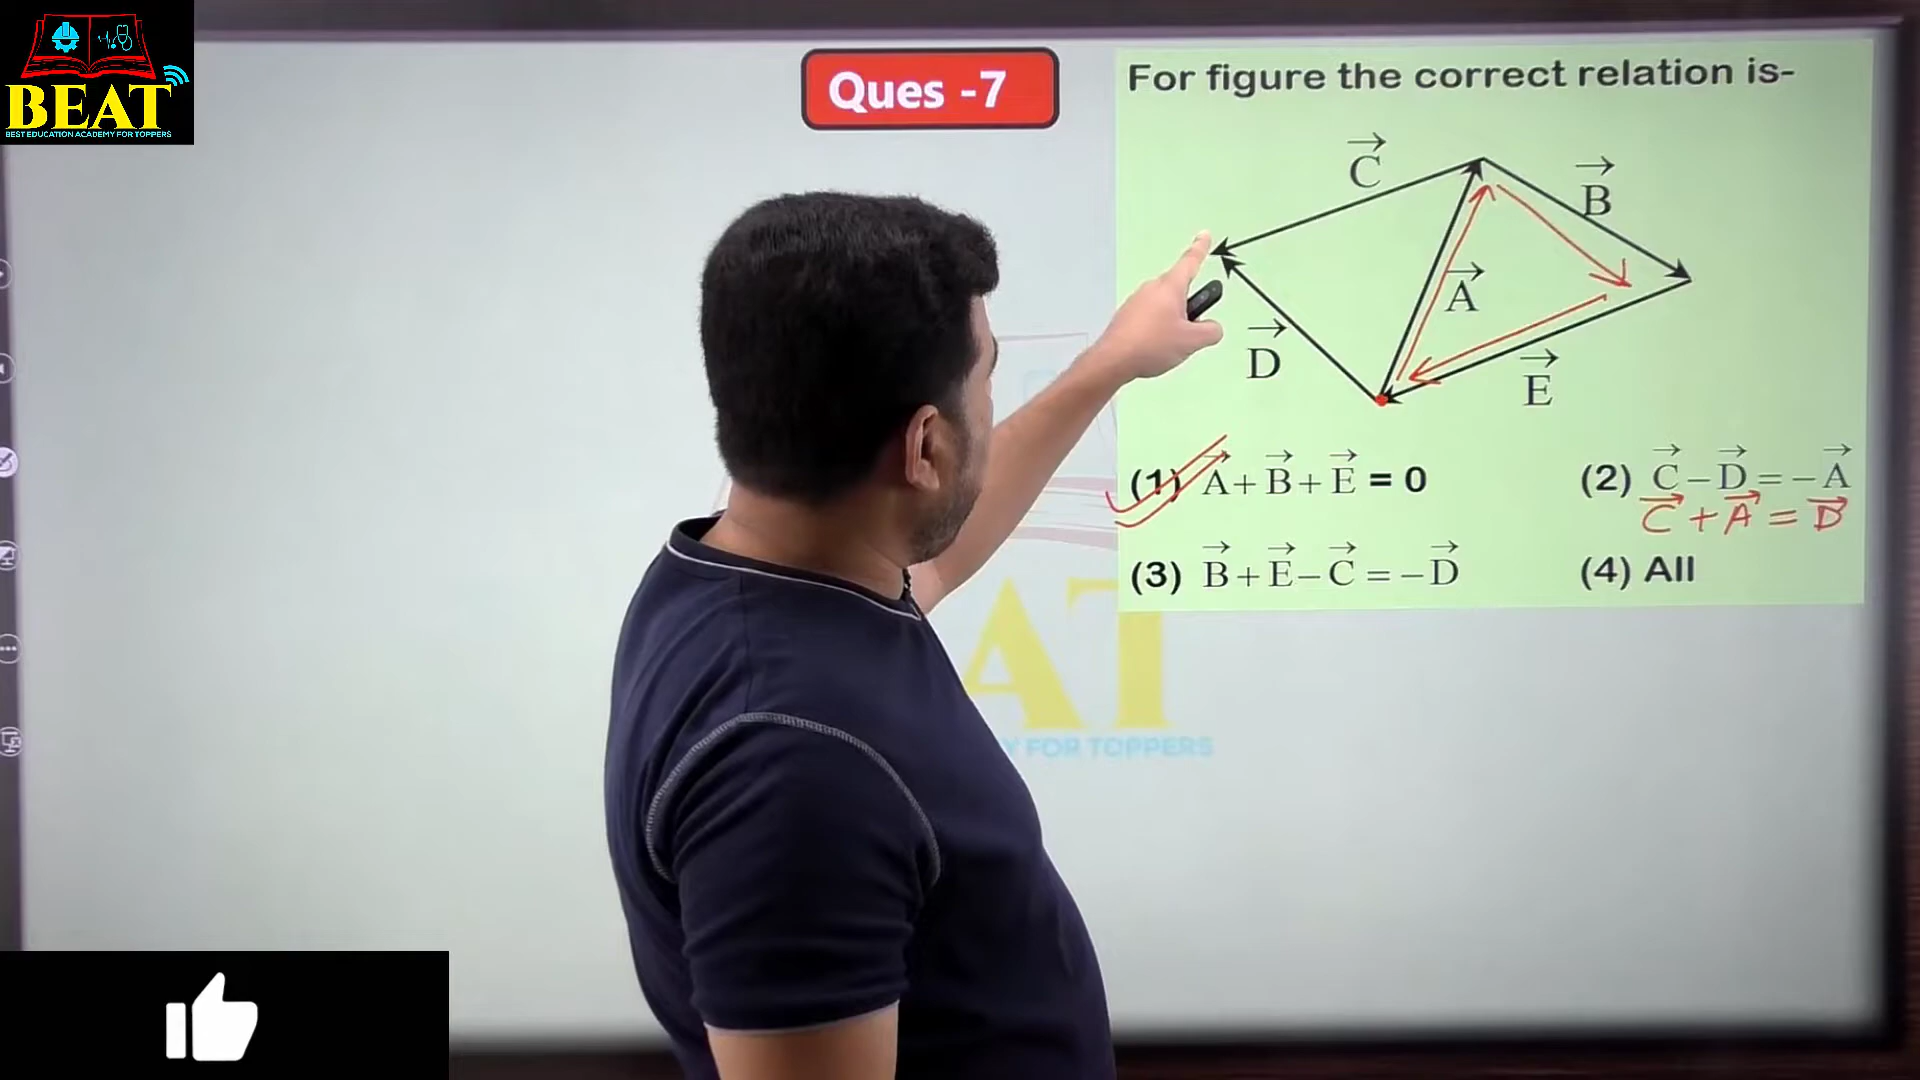 BEAT
BEST EDUCATION ACADEMY FOR TOPPERS
Ques -7
For figure the correct relation is-
C⃗
B⃗
A⃗
D⃗
E⃗
(1) A⃗ + B⃗ + E⃗ = 0
(2) C⃗ − D⃗ = − A⃗
C⃗ + A⃗ = D⃗
(3) B⃗ + E⃗ − C⃗ = − D⃗
(4) All
AT
Y FOR TOPPERS